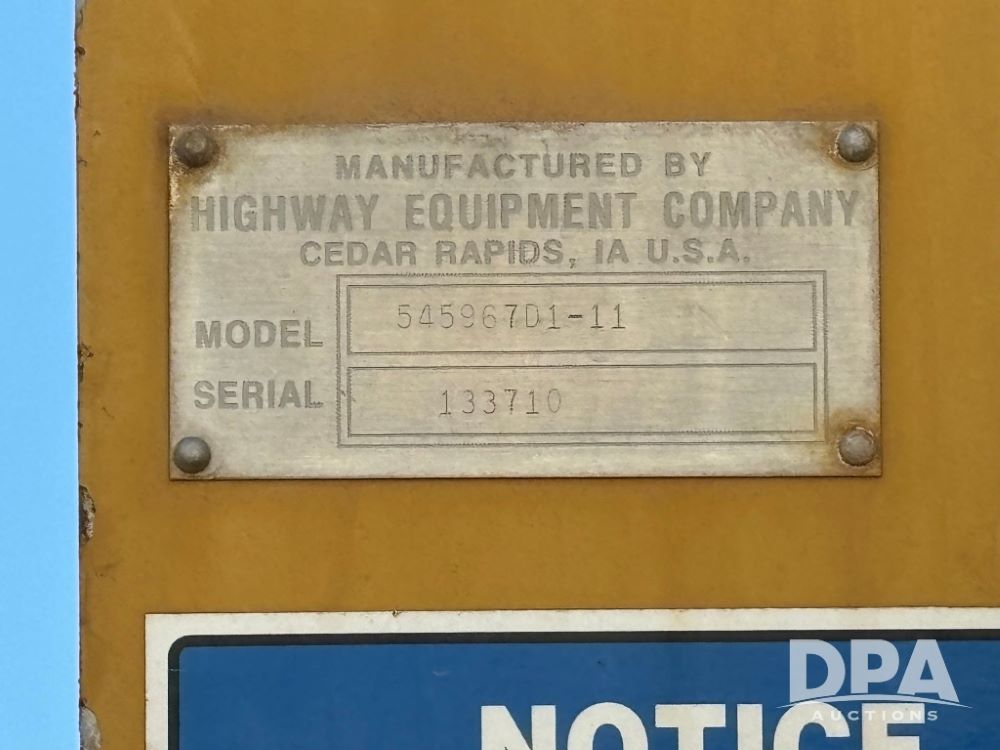 MANUFACTURED BY
HIGHWAY EQUIPMENT COMPANY
CEDAR RAPIDS, IA U.S.A.
MODEL 545967D1-11
SERIAL 133710
NOTICE
DPA
AUCTIONS